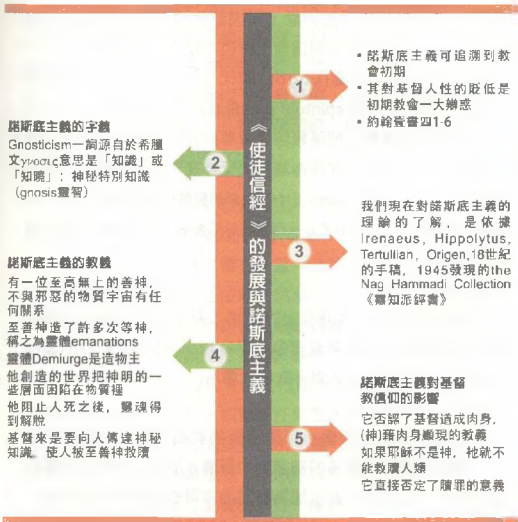 《使徒信經》的發展與諾斯底主義
1
• 諾斯底主義可追溯到教
會初期
• 其對基督人性的貶低是
初期教會一大辯惑
• 約翰壹書四1-6
諾斯底主義的字義
Gnosticism一詞源自於希臘
文γνοσις意思是「知識」或
「知曉」：神秘特別知識
（gnosis靈智）
2
3
我們現在對諾斯底主義的
理論的了解，是依據
Irenaeus, Hippolytus,
Tertullian, Origen,18世紀
的手稿，1945發現的the
Nag Hammadi Collection
《靈知派經書》
諾斯底主義的教義
有一位至高無上的善神，
不與邪惡的物質宇宙有任
何關系
至善神造了許多次等神，
稱之為靈體emanations
靈體Demiurge是造物主
他創造的世界把神明的一
些層面困陷在物質裡
他阻止人死之後，靈魂得
到解脫
基督來是要向人傳達神秘
知識，使人被至善神救贖
4
5
諾斯底主義對基督
教信仰的影響
它否認了基督道成肉身，
(神)藉肉身顯現的教義
如果耶穌不是神，祂就不
能救贖人類
它直接否定了贖罪的意義